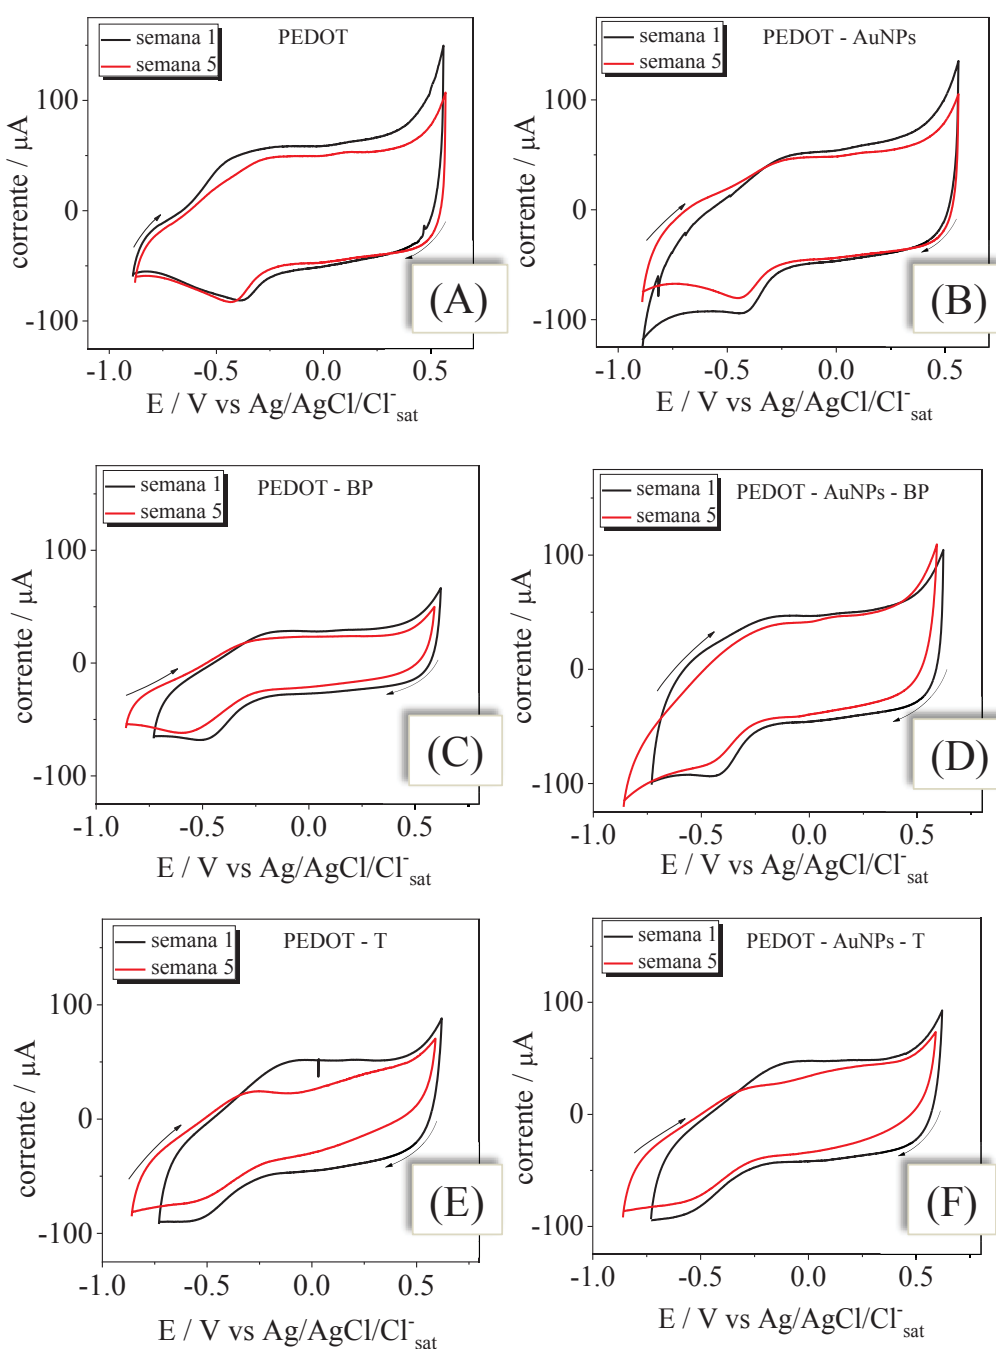 semana 1
semana 5
PEDOT
corrente / μA
100
0
-100
-1.0
-0.5
0.0
0.5
E / V vs Ag/AgCl/Cl⁻sat
(A)
semana 1
semana 5
PEDOT - AuNPs
corrente / μA
100
0
-100
-1.0
-0.5
0.0
0.5
E / V vs Ag/AgCl/Cl⁻sat
(B)
semana 1
semana 5
PEDOT - BP
corrente / μA
100
0
-100
-1.0
-0.5
0.0
0.5
E / V vs Ag/AgCl/Cl⁻sat
(C)
semana 1
semana 5
PEDOT - AuNPs - BP
corrente / μA
100
0
-100
-1.0
-0.5
0.0
0.5
E / V vs Ag/AgCl/Cl⁻sat
(D)
semana 1
semana 5
PEDOT - T
corrente / μA
100
0
-100
-1.0
-0.5
0.0
0.5
E / V vs Ag/AgCl/Cl⁻sat
(E)
semana 1
semana 5
PEDOT - AuNPs - T
corrente / μA
100
0
-100
-1.0
-0.5
0.0
0.5
E / V vs Ag/AgCl/Cl⁻sat
(F)